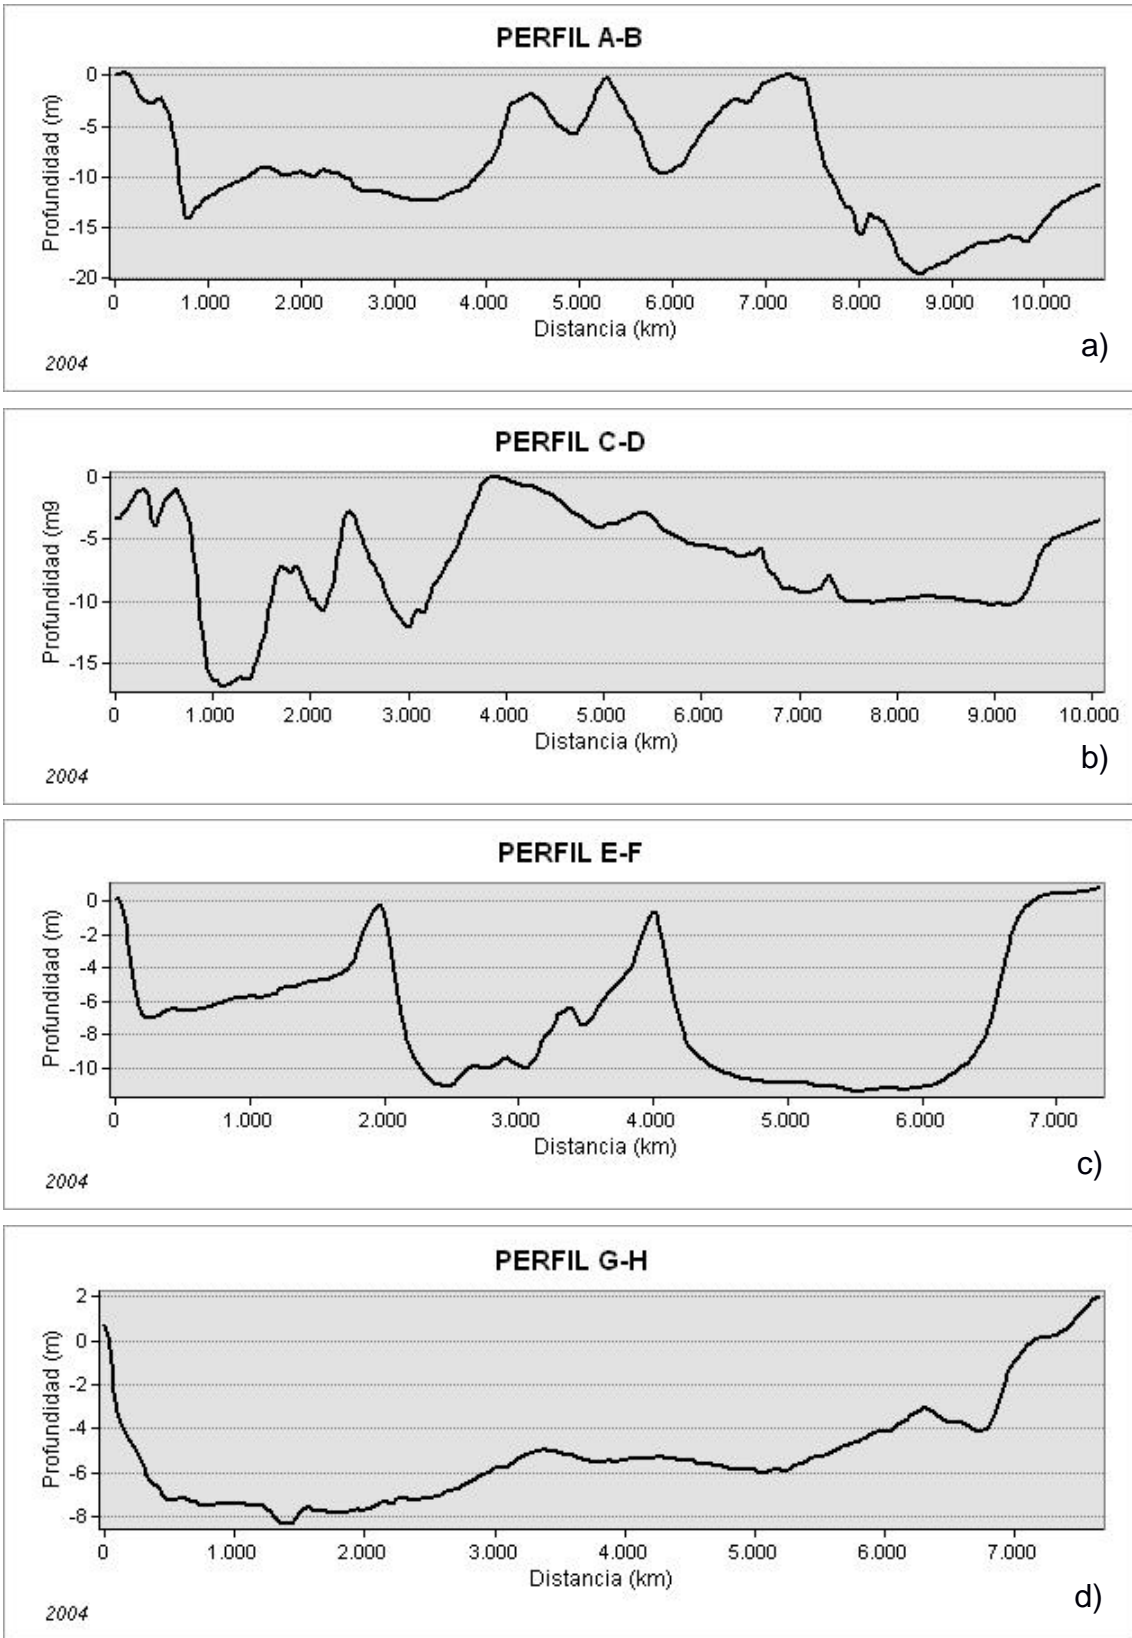 PERFIL A-B
Profundidad (m)
0
-5
-10
-15
-20
0 1.000 2.000 3.000 4.000 5.000 6.000 7.000 8.000 9.000 10.000
Distancia (km)
a)
2004
PERFIL C-D
Profundidad (m9
0
-5
-10
-15
0 1.000 2.000 3.000 4.000 5.000 6.000 7.000 8.000 9.000 10.000
Distancia (km)
b)
2004
PERFIL E-F
Profundidad (m)
0
-2
-4
-6
-8
-10
0 1.000 2.000 3.000 4.000 5.000 6.000 7.000
Distancia (km)
c)
2004
PERFIL G-H
Profundidad (m)
2
0
-2
-4
-6
-8
0 1.000 2.000 3.000 4.000 5.000 6.000 7.000
Distancia (km)
d)
2004